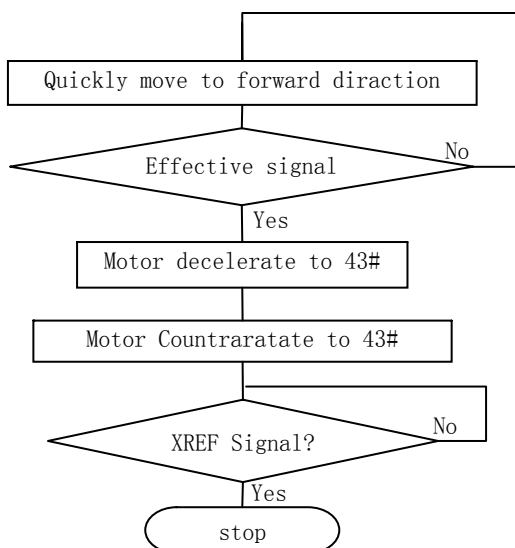 Quickly move to forward diraction
Effective signal
No
Yes
Motor decelerate to 43#
Motor Countraratate to 43#
XREF Signal?
No
Yes
stop